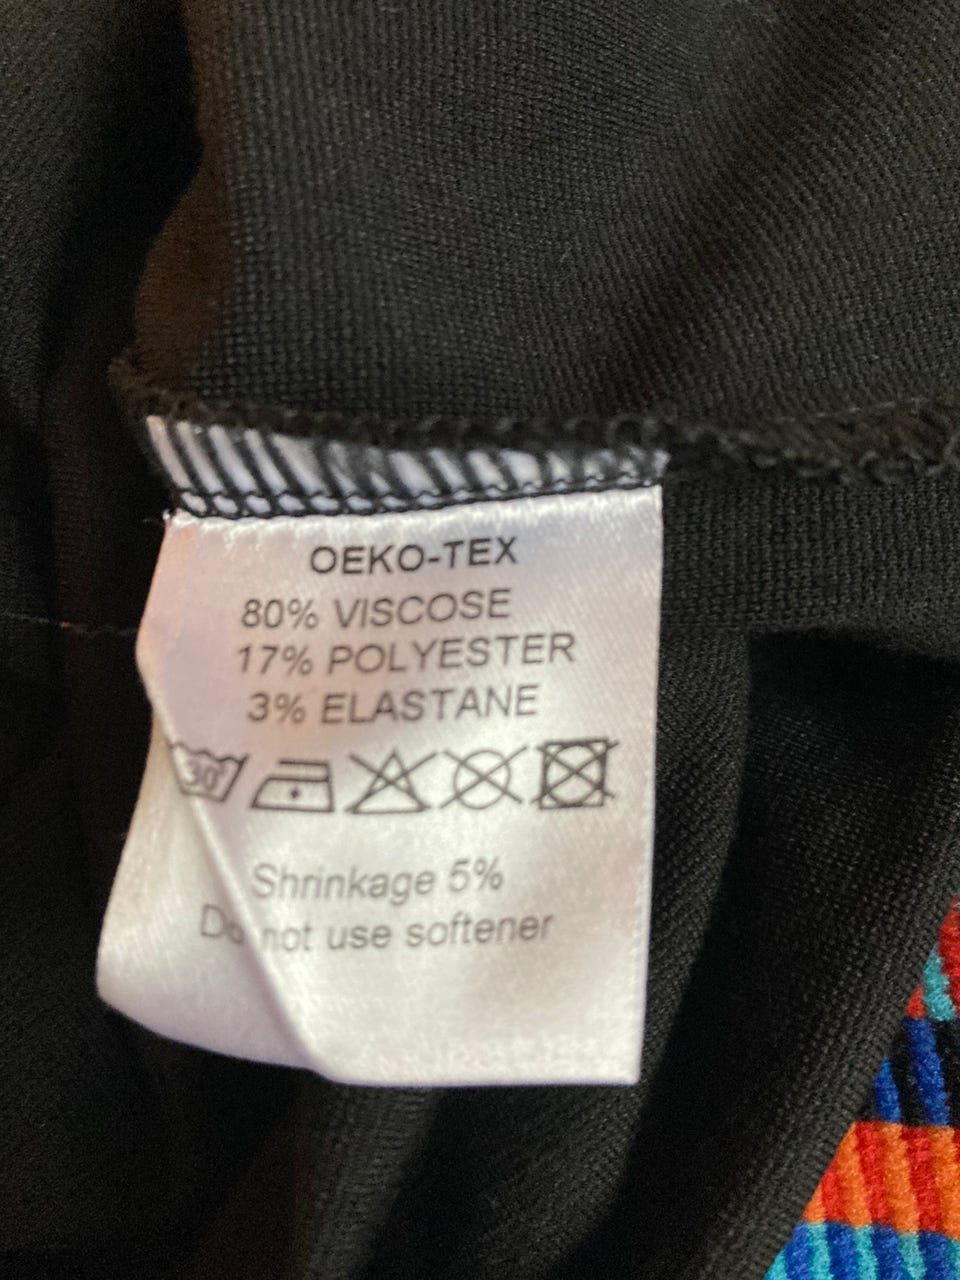 OEKO-TEX
80% VISCOSE
17% POLYESTER
3% ELASTANE
30°
Shrinkage 5%
Do not use softener